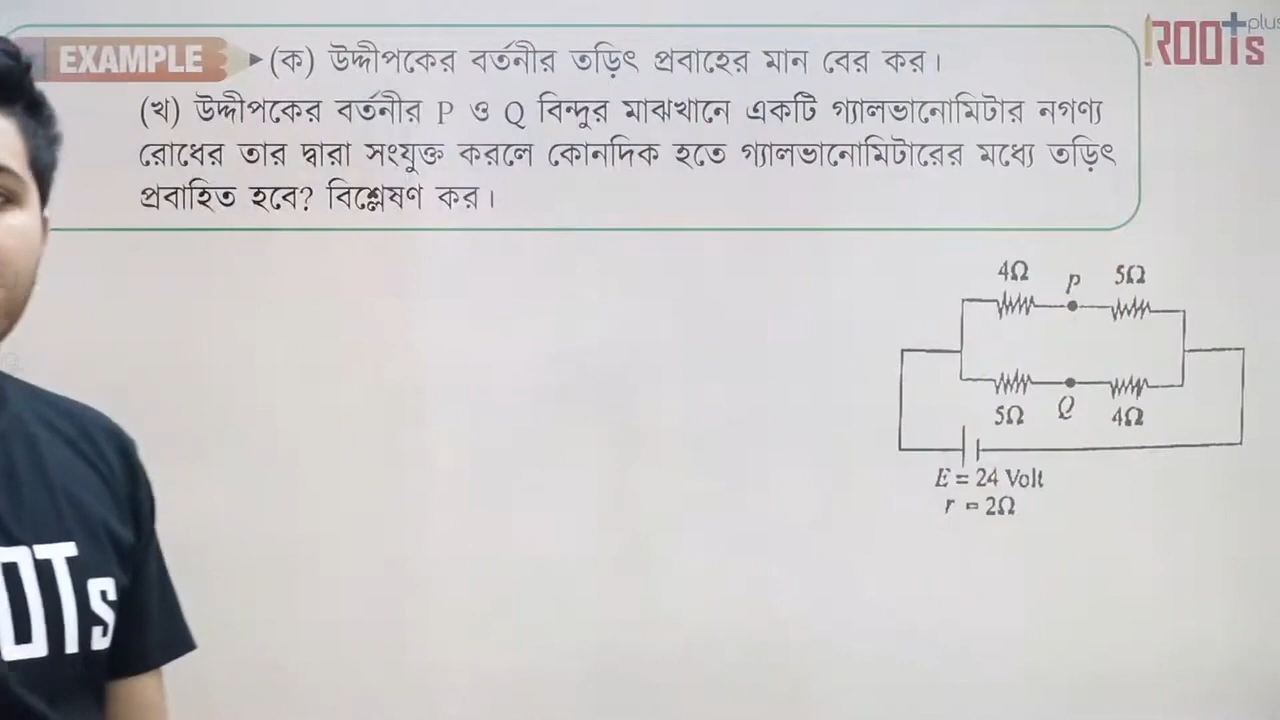 EXAMPLE (ক) উদ্দীপকের বর্তনীর তড়িৎ প্রবাহের মান বের কর।
(খ) উদ্দীপকের বর্তনীর P ও Q বিন্দুর মাঝখানে একটি গ্যালভানোমিটার নগণ্য
রোধের তার দ্বারা সংযুক্ত করলে কোনদিক হতে গ্যালভানোমিটারের মধ্যে তড়িৎ
প্রবাহিত হবে? বিশ্লেষণ কর।
ROOTs plus
4Ω P 5Ω
5Ω Q 4Ω
E = 24 Volt
r = 2Ω
OTs